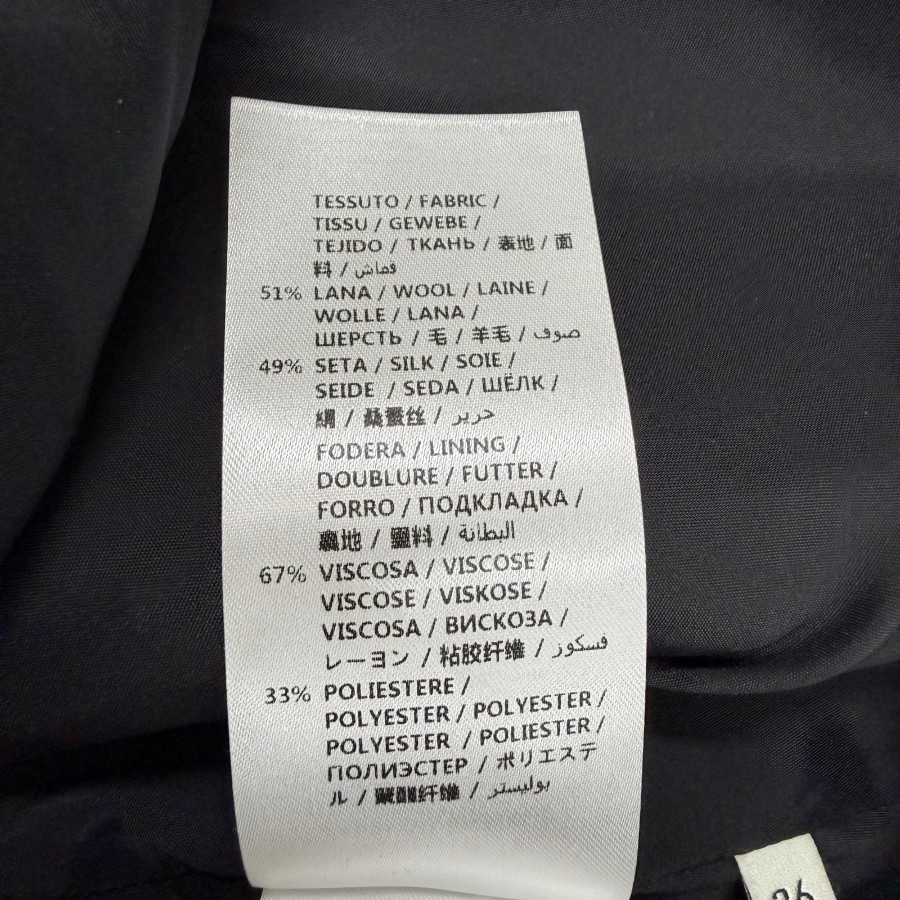 TESSUTO / FABRIC /
TISSU / GEWEBE /
TEJIDO / ТКАНЬ / 表地 / 面
料 / قماش
51% LANA / WOOL / LAINE /
WOLLE / LANA /
ШЕРСТЬ / 毛 / 羊毛 / صوف
49% SETA / SILK / SOIE /
SEIDE / SEDA / ШЁЛК /
絹 / 桑蚕丝 / حرير
FODERA / LINING /
DOUBLURE / FUTTER /
FORRO / ПОДКЛАДКА /
裏地 / 里料 / البطانة
67% VISCOSA / VISCOSE /
VISCOSE / VISKOSE /
VISCOSA / ВИСКОЗА /
レーヨン / 粘胶纤维 / فسكوز
33% POLIESTERE /
POLYESTER / POLYESTER /
POLYESTER / POLIESTER /
ПОЛИЭСТЕР / ポリエステ
ル / 聚酯纤维 / بوليستر